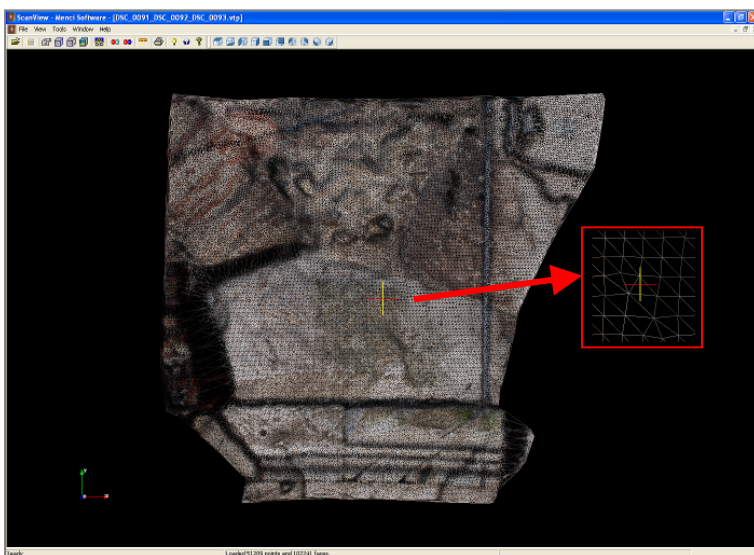 ScanView - Menci Software - [DSC_0091_DSC_0092_DSC_0093.vtp]
File View Tools Window Help
Ready
Loaded 51209 points and 102241 faces.